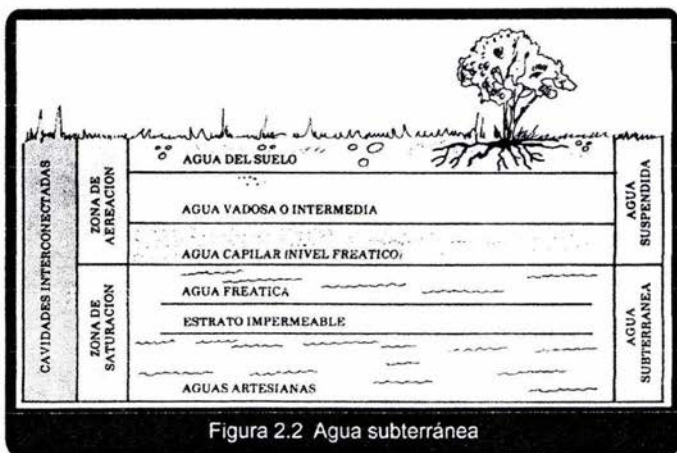 CAVIDADES INTERCONECTADAS
ZONA DE
AEREACION
ZONA DE
SATURACION
AGUA DEL SUELO
AGUA VADOSA O INTERMEDIA
AGUA CAPILAR (NIVEL FREATICO)
AGUA FREATICA
ESTRATO IMPERMEABLE
AGUAS ARTESIANAS
AGUA
SUSPENDIDA
AGUA
SUBTERRANEA
Figura 2.2 Agua subterránea